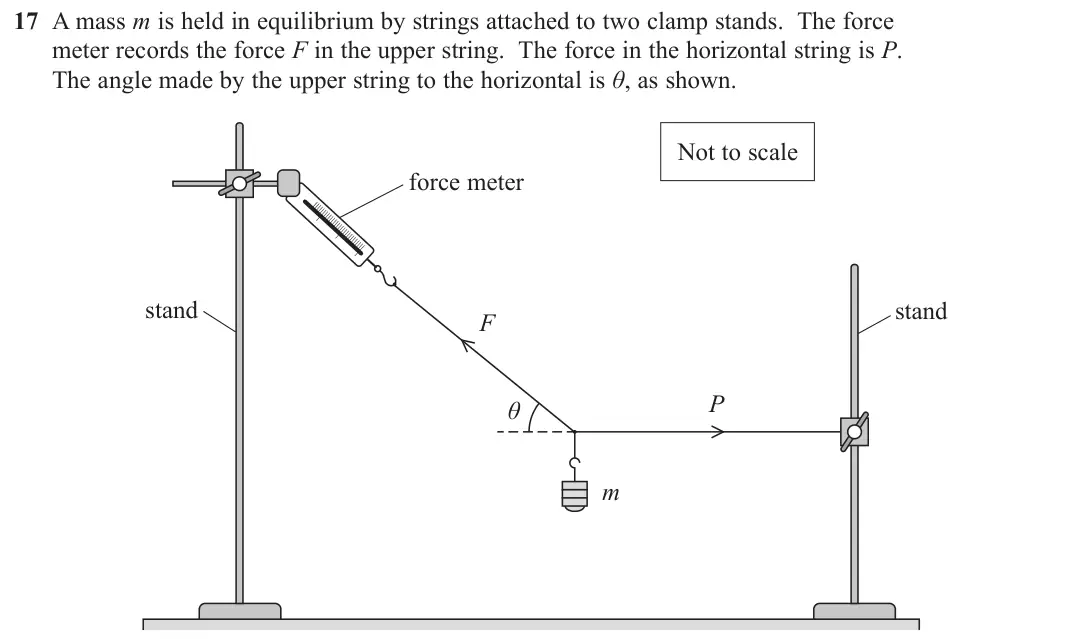 17 A mass m is held in equilibrium by strings attached to two clamp stands. The force
meter records the force F in the upper string. The force in the horizontal string is P.
The angle made by the upper string to the horizontal is θ, as shown.
Not to scale
force meter
stand
stand
F
P
θ
m